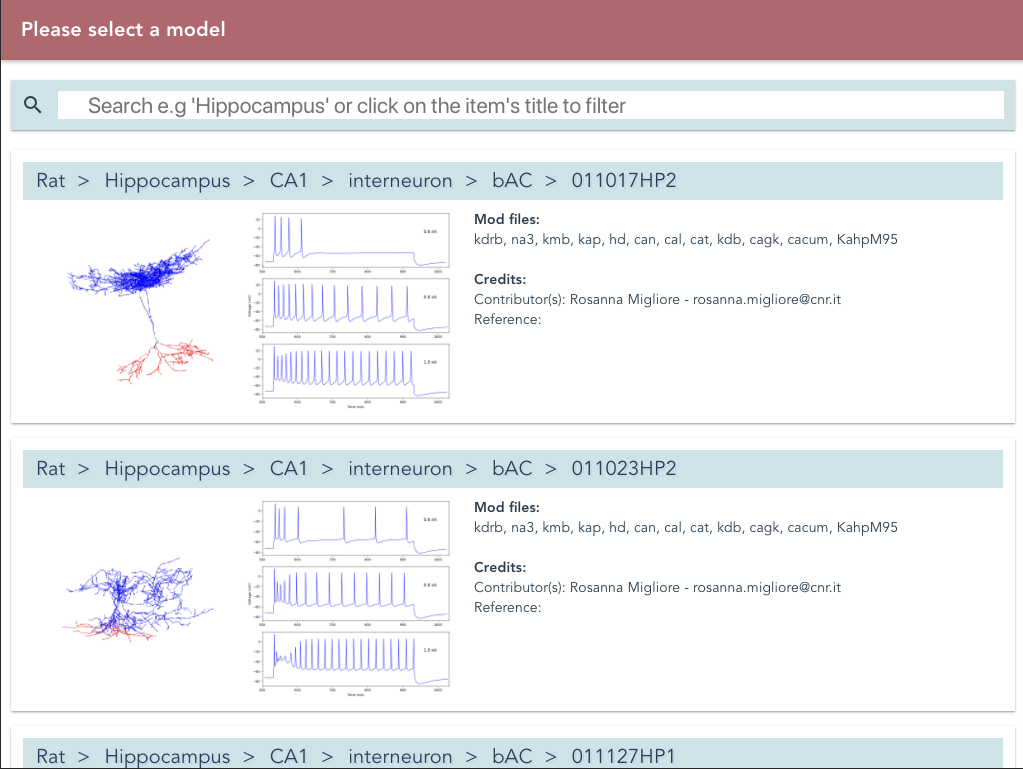 Please select a model
Search e.g 'Hippocampus' or click on the item's title to filter
Rat > Hippocampus > CA1 > interneuron > bAC > 011017HP2
Mod files:
kdrb, na3, kmb, kap, hd, can, cal, cat, kdb, cagk, cacum, KahpM95
Credits:
Contributor(s): Rosanna Migliore - rosanna.migliore@cnr.it
Reference:
Rat > Hippocampus > CA1 > interneuron > bAC > 011023HP2
Mod files:
kdrb, na3, kmb, kap, hd, can, cal, cat, kdb, cagk, cacum, KahpM95
Credits:
Contributor(s): Rosanna Migliore - rosanna.migliore@cnr.it
Reference:
Rat > Hippocampus > CA1 > interneuron > bAC > 011127HP1